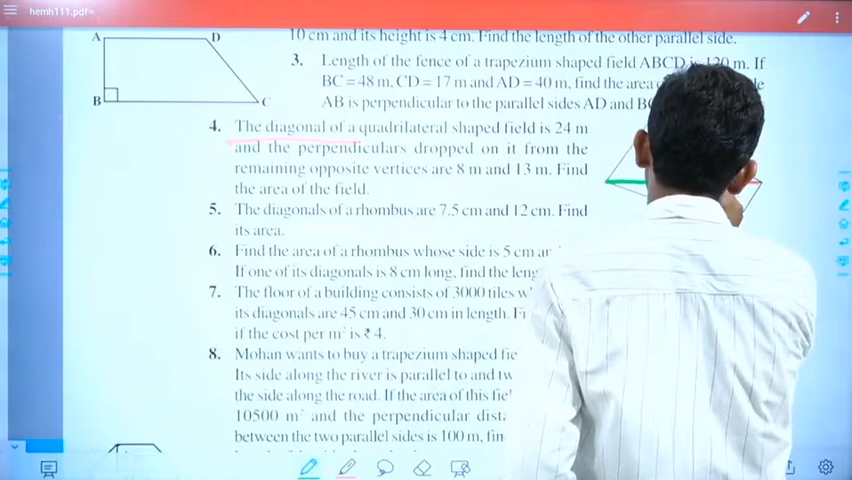 hemh111.pdf
A
D
B
C
10 cm and its height is 4 cm. Find the length of the other parallel side.
3. Length of the fence of a trapezium shaped field ABCD is 120 m. If
BC = 48 m, CD = 17 m and AD = 40 m, find the area
AB is perpendicular to the parallel sides AD and
4. The diagonal of a quadrilateral shaped field is 24 m
and the perpendiculars dropped on it from the
remaining opposite vertices are 8 m and 13 m. Find
the area of the field.
5. The diagonals of a rhombus are 7.5 cm and 12 cm. Find
its area.
6. Find the area of a rhombus whose side is 5 cm
If one of its diagonals is 8 cm long, find the
7. The floor of a building consists of 3000 tiles
its diagonals are 45 cm and 30 cm in length.
if the cost per m² is ₹ 4.
8. Mohan wants to buy a trapezium shaped
Its side along the river is parallel to and
the side along the road. If the area of this
10500 m² and the perpendicular
between the two parallel sides is 100 m,